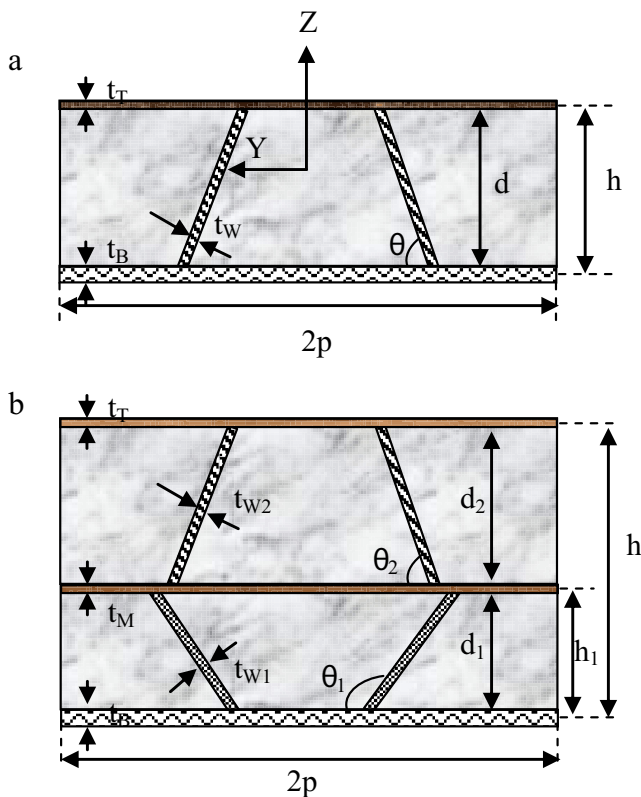 Z
a
t_T
Y
d
h
t_W
t_B
θ
2p
b
t_T
t_W2
d_2
h
θ_2
t_M
d_1
h_1
t_W1
θ_1
t_B
2p